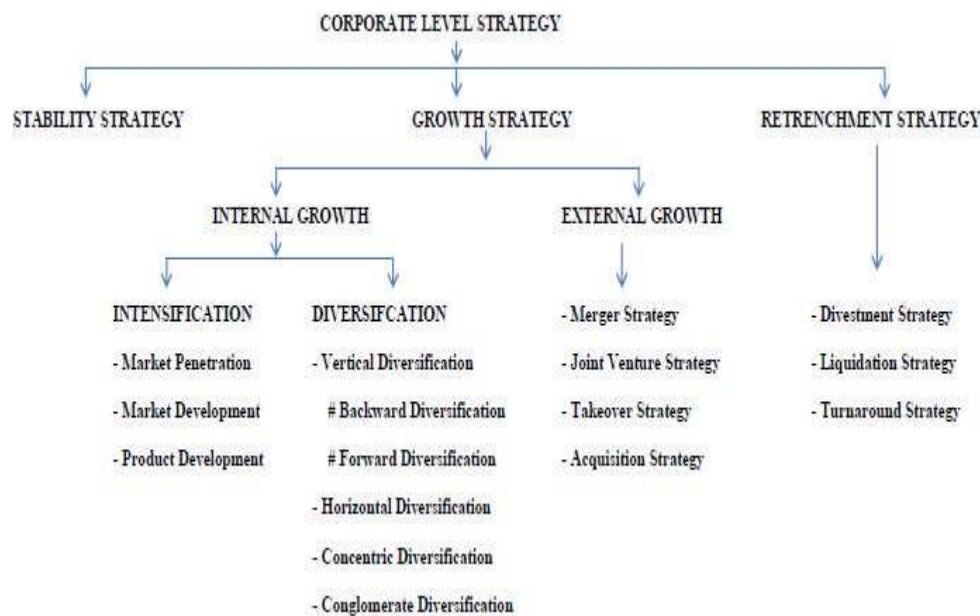 CORPORATE LEVEL STRATEGY
STABILITY STRATEGY
GROWTH STRATEGY
RETRENCHMENT STRATEGY
INTERNAL GROWTH
EXTERNAL GROWTH
INTENSIFICATION
- Market Penetration
- Market Development
- Product Development
DIVERSIFCATION
- Vertical Diversification
# Backward Diversification
# Forward Diversification
- Horizontal Diversification
- Concentric Diversification
- Conglomerate Diversification
- Merger Strategy
- Joint Venture Strategy
- Takeover Strategy
- Acquisition Strategy
- Divestment Strategy
- Liquidation Strategy
- Turnaround Strategy